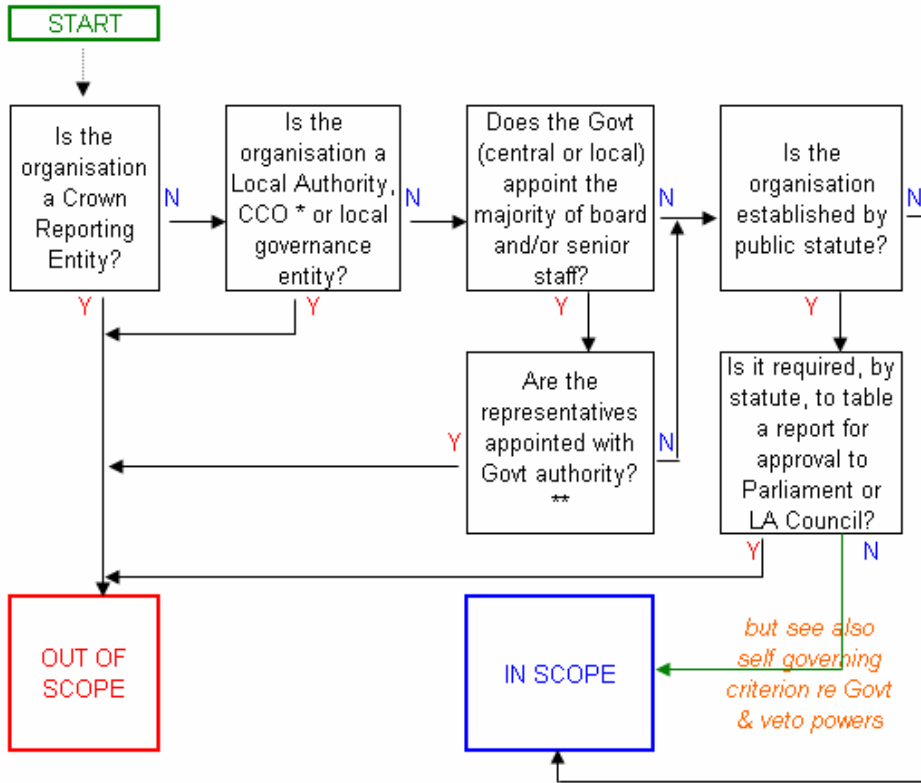 START
Is the
organisation
a Crown
Reporting
Entity?
N
Y
Is the
organisation a
Local Authority,
CCO * or local
governance
entity?
N
Y
Does the Govt
(central or local)
appoint the
majority of board
and/or senior
staff?
N
Y
Is the
organisation
established by
public statute?
N
Y
Are the
representatives
appointed with
Govt authority?
**
Y
N
Is it required, by
statute, to table
a report for
approval to
Parliament or
LA Council?
Y
N
OUT OF
SCOPE
IN SCOPE
but see also
self governing
criterion re Govt
& veto powers